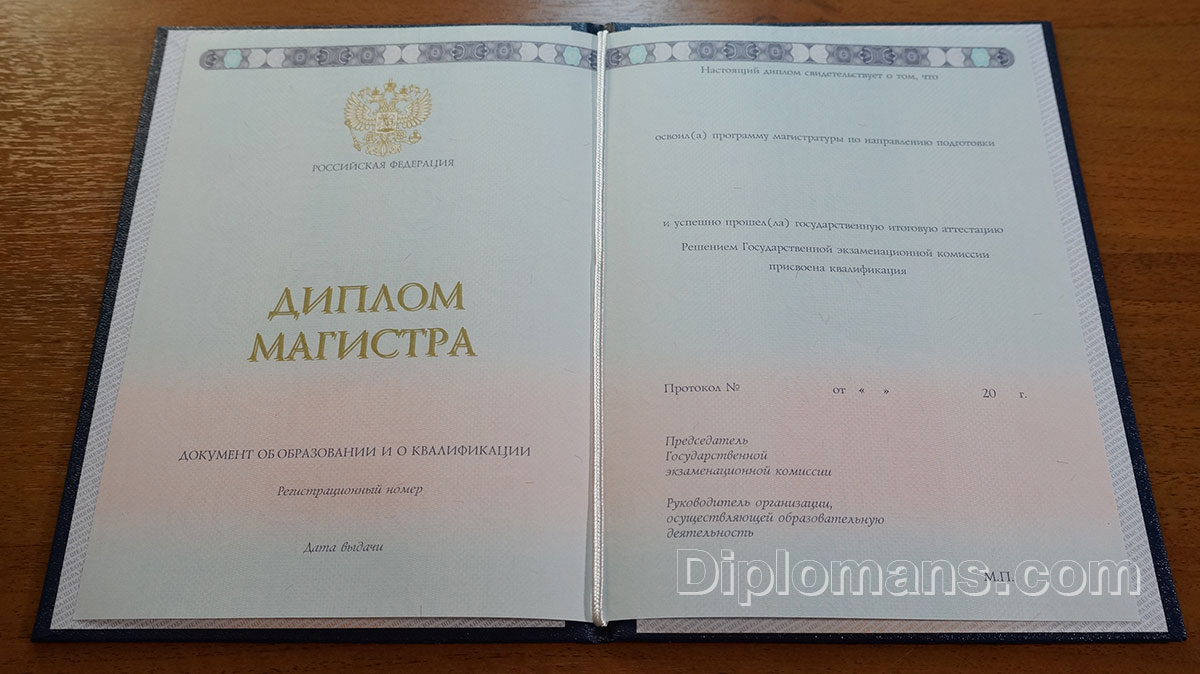 РОССИЙСКАЯ ФЕДЕРАЦИЯ
ДИПЛОМ
МАГИСТРА
ДОКУМЕНТ ОБ ОБРАЗОВАНИИ И О КВАЛИФИКАЦИИ
Регистрационный номер
Дата выдачи
Настоящий диплом свидетельствует о том, что
освоил(а) программу магистратуры по направлению подготовки
и успешно прошел(ла) государственную итоговую аттестацию
Решением Государственной экзаменационной комиссии
присвоена квалификация
Протокол № от « » 20 г.
Председатель
Государственной
экзаменационной комиссии
Руководитель организации,
осуществляющей образовательную
деятельность
М.П.
Diplomans.com